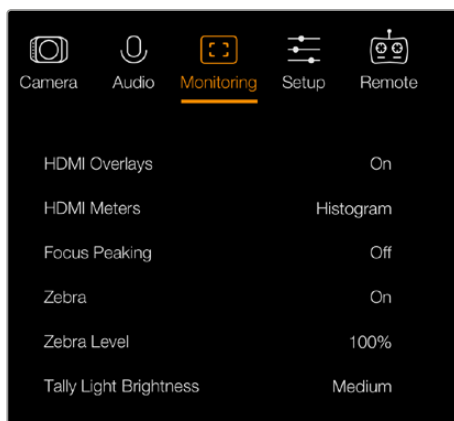 Camera Audio Monitoring Setup Remote
HDMI Overlays On
HDMI Meters Histogram
Focus Peaking Off
Zebra On
Zebra Level 100%
Tally Light Brightness Medium